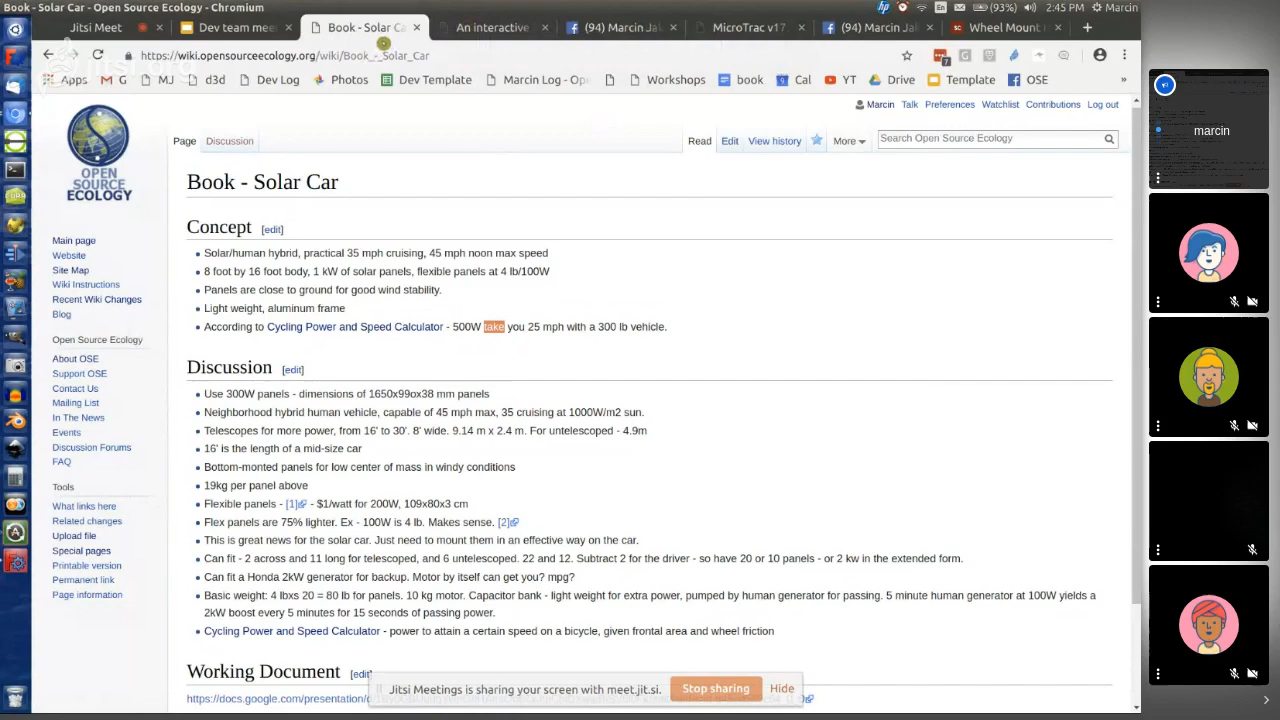 Book - Solar Car - Open Source Ecology - Chromium
En
(93%)
2:45 PM
Marcin
Jitsi Meet
Dev team mee
Book - Solar Ca
An interactive
(94) Marcin Jak
MicroTrac v17
(94) Marcin Jak
Wheel Mount
https://wiki.opensourceecology.org/wiki/Book_-_Solar_Car
7
Apps
G
MJ
d3d
Dev Log
Photos
Dev Template
Marcin Log - Ope
Workshops
book
Cal
YT
Drive
Template
OSE
»
Marcin
Talk
Preferences
Watchlist
Contributions
Log out
Page
Discussion
Read
Edit
View history
More
Search Open Source Ecology
OPEN
SOURCE
ECOLOGY
Main page
Website
Site Map
Wiki Instructions
Recent Wiki Changes
Blog
Open Source Ecology
About OSE
Support OSE
Contact Us
Mailing List
In The News
Events
Discussion Forums
FAQ
Tools
What links here
Related changes
Upload file
Special pages
Printable version
Permanent link
Page information
Book - Solar Car
Concept [edit]
Solar/human hybrid, practical 35 mph cruising, 45 mph noon max speed
8 foot by 16 foot body, 1 kW of solar panels, flexible panels at 4 lb/100W
Panels are close to ground for good wind stability.
Light weight, aluminum frame
According to Cycling Power and Speed Calculator - 500W take you 25 mph with a 300 lb vehicle.
Discussion [edit]
Use 300W panels - dimensions of 1650x99ox38 mm panels
Neighborhood hybrid human vehicle, capable of 45 mph max, 35 cruising at 1000W/m2 sun.
Telescopes for more power, from 16' to 30'. 8' wide. 9.14 m x 2.4 m. For untelescoped - 4.9m
16' is the length of a mid-size car
Bottom-monted panels for low center of mass in windy conditions
19kg per panel above
Flexible panels - [1] - $1/watt for 200W, 109x80x3 cm
Flex panels are 75% lighter. Ex - 100W is 4 lb. Makes sense. [2]
This is great news for the solar car. Just need to mount them in an effective way on the car.
Can fit - 2 across and 11 long for telescoped, and 6 untelescoped. 22 and 12. Subtract 2 for the driver - so have 20 or 10 panels - or 2 kw in the extended form.
Can fit a Honda 2kW generator for backup. Motor by itself can get you? mpg?
Basic weight: 4 lbxs 20 = 80 lb for panels. 10 kg motor. Capacitor bank - light weight for extra power, pumped by human generator for passing. 5 minute human generator at 100W yields a
2kW boost every 5 minutes for 15 seconds of passing power.
Cycling Power and Speed Calculator - power to attain a certain speed on a bicycle, given frontal area and wheel friction
Working Document [edit]
https://docs.google.com/presentation/
Jitsi Meetings is sharing your screen with meet.jit.si.
Stop sharing
Hide
marcin